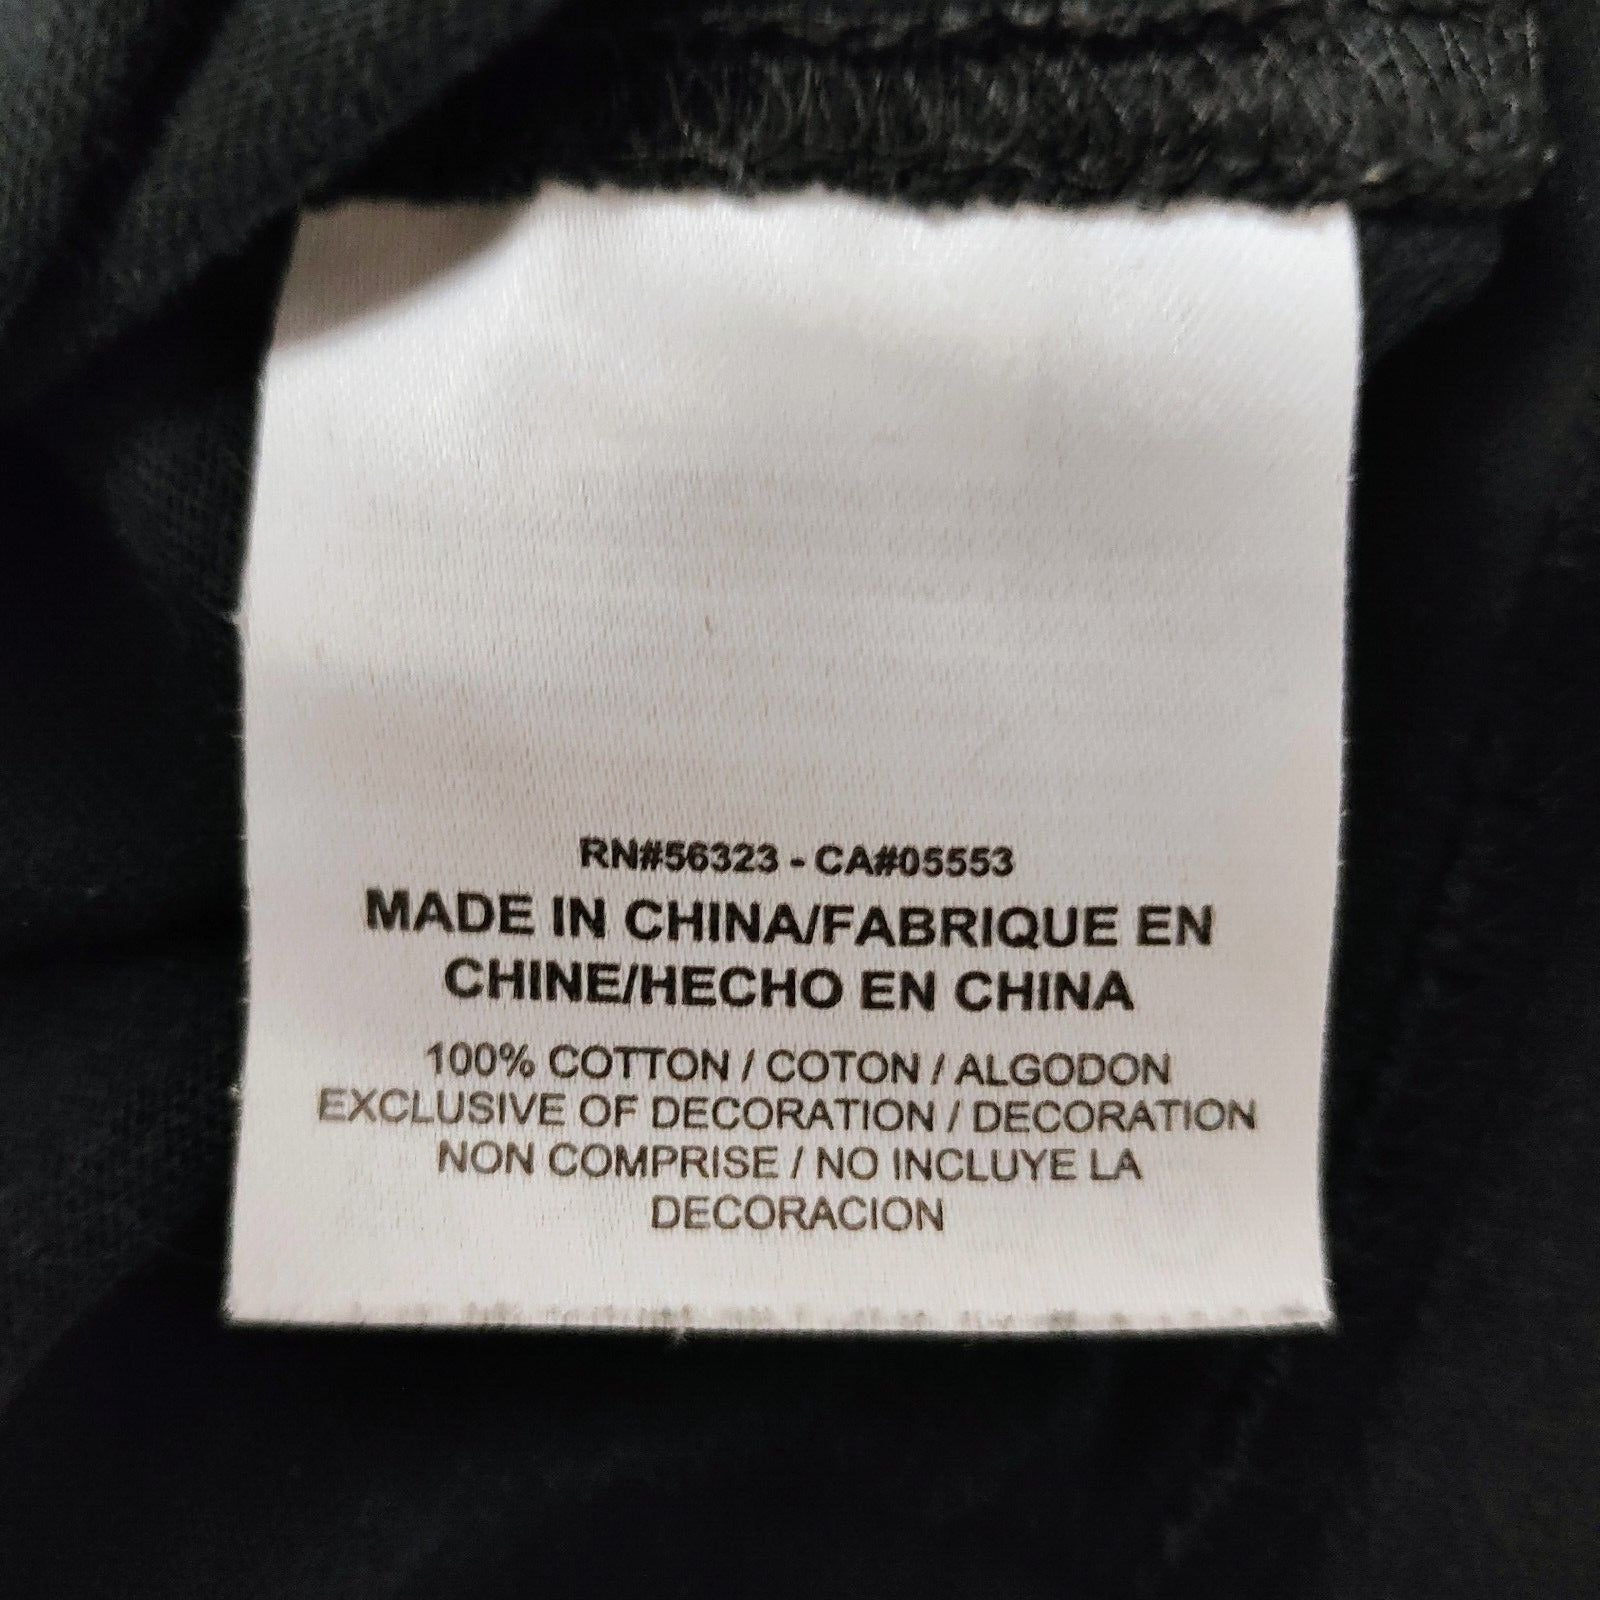 RN#56323 - CA#05553
MADE IN CHINA/FABRIQUE EN
CHINE/HECHO EN CHINA
100% COTTON / COTON / ALGODON
EXCLUSIVE OF DECORATION / DECORATION
NON COMPRISE / NO INCLUYE LA
DECORACION